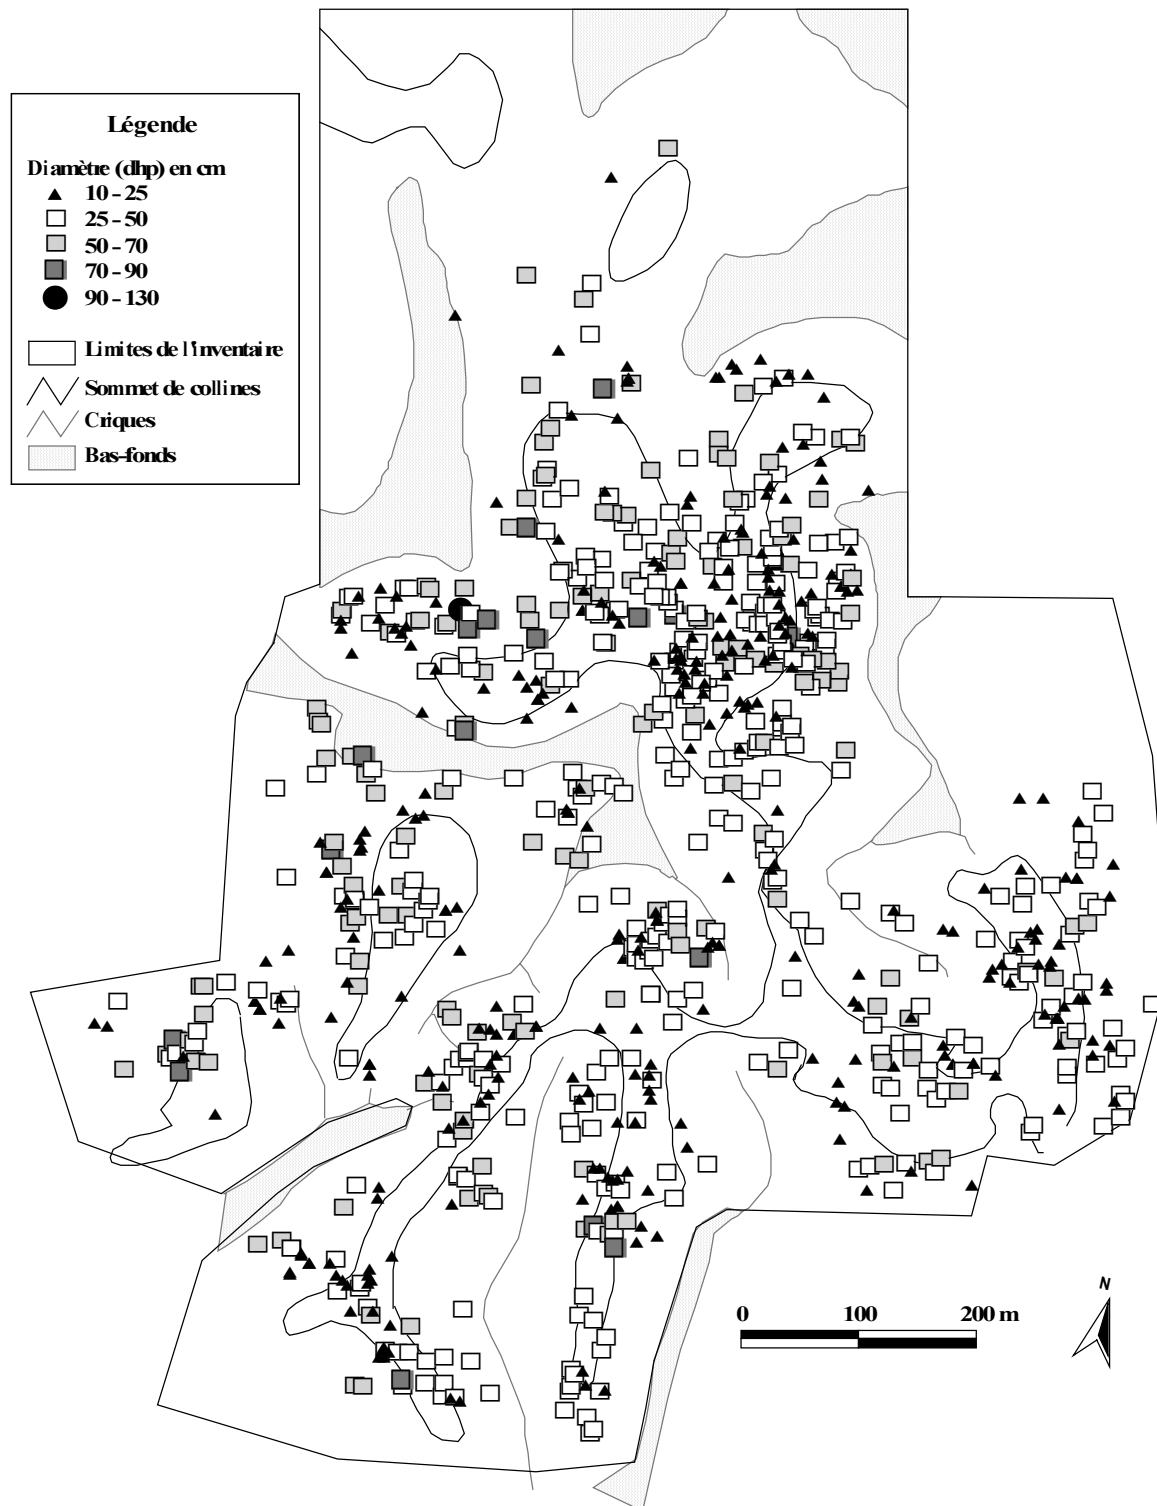 Légende
Diamètre (dhp) en cm
10 - 25
25 - 50
50 - 70
70 - 90
90 - 130
Limites de l'inventaire
Sommet de collines
Criques
Bas-fonds
N
0 100 200 m